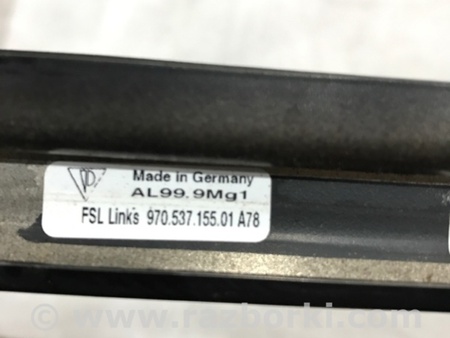 Made in Germany
AL99.9Mg1
FSL Links 970.537.155.01 A78
© www.razborki.com